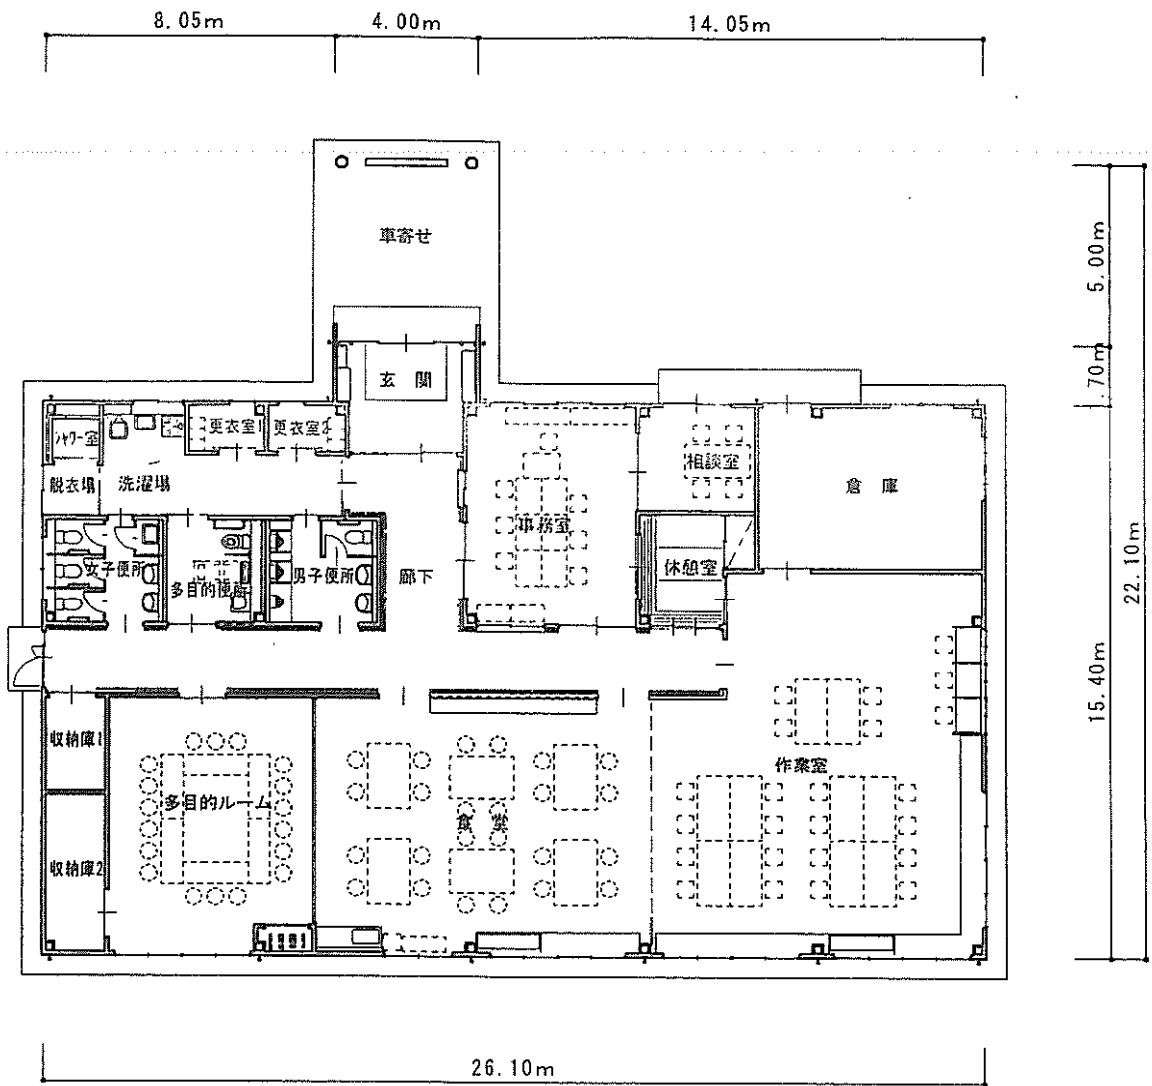 8.05m
4.00m
14.05m
車寄せ
5.00m
.70m
22.10m
15.40m
玄関
シャワー室
更衣室1
更衣室2
脱衣場
洗濯場
事務室
相談室
倉庫
女子便所
多目的便所
男子便所
廊下
休憩室
収納庫1
多目的ルーム
食堂
作業室
収納庫2
26.10m